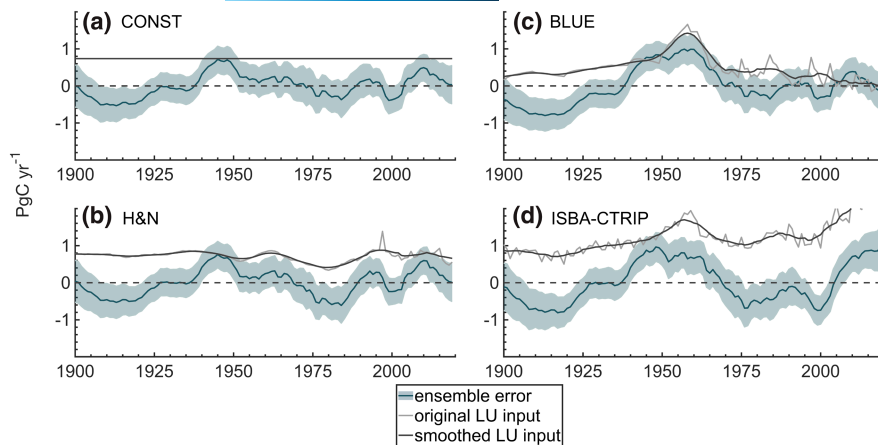 (a) CONST
1
0
-1
1900 1925 1950 1975 2000
(c) BLUE
1
0
-1
1900 1925 1950 1975 2000
PgC yr-1
(b) H&N
1
0
-1
1900 1925 1950 1975 2000
(d) ISBA-CTRIP
1
0
-1
1900 1925 1950 1975 2000
ensemble error
original LU input
smoothed LU input